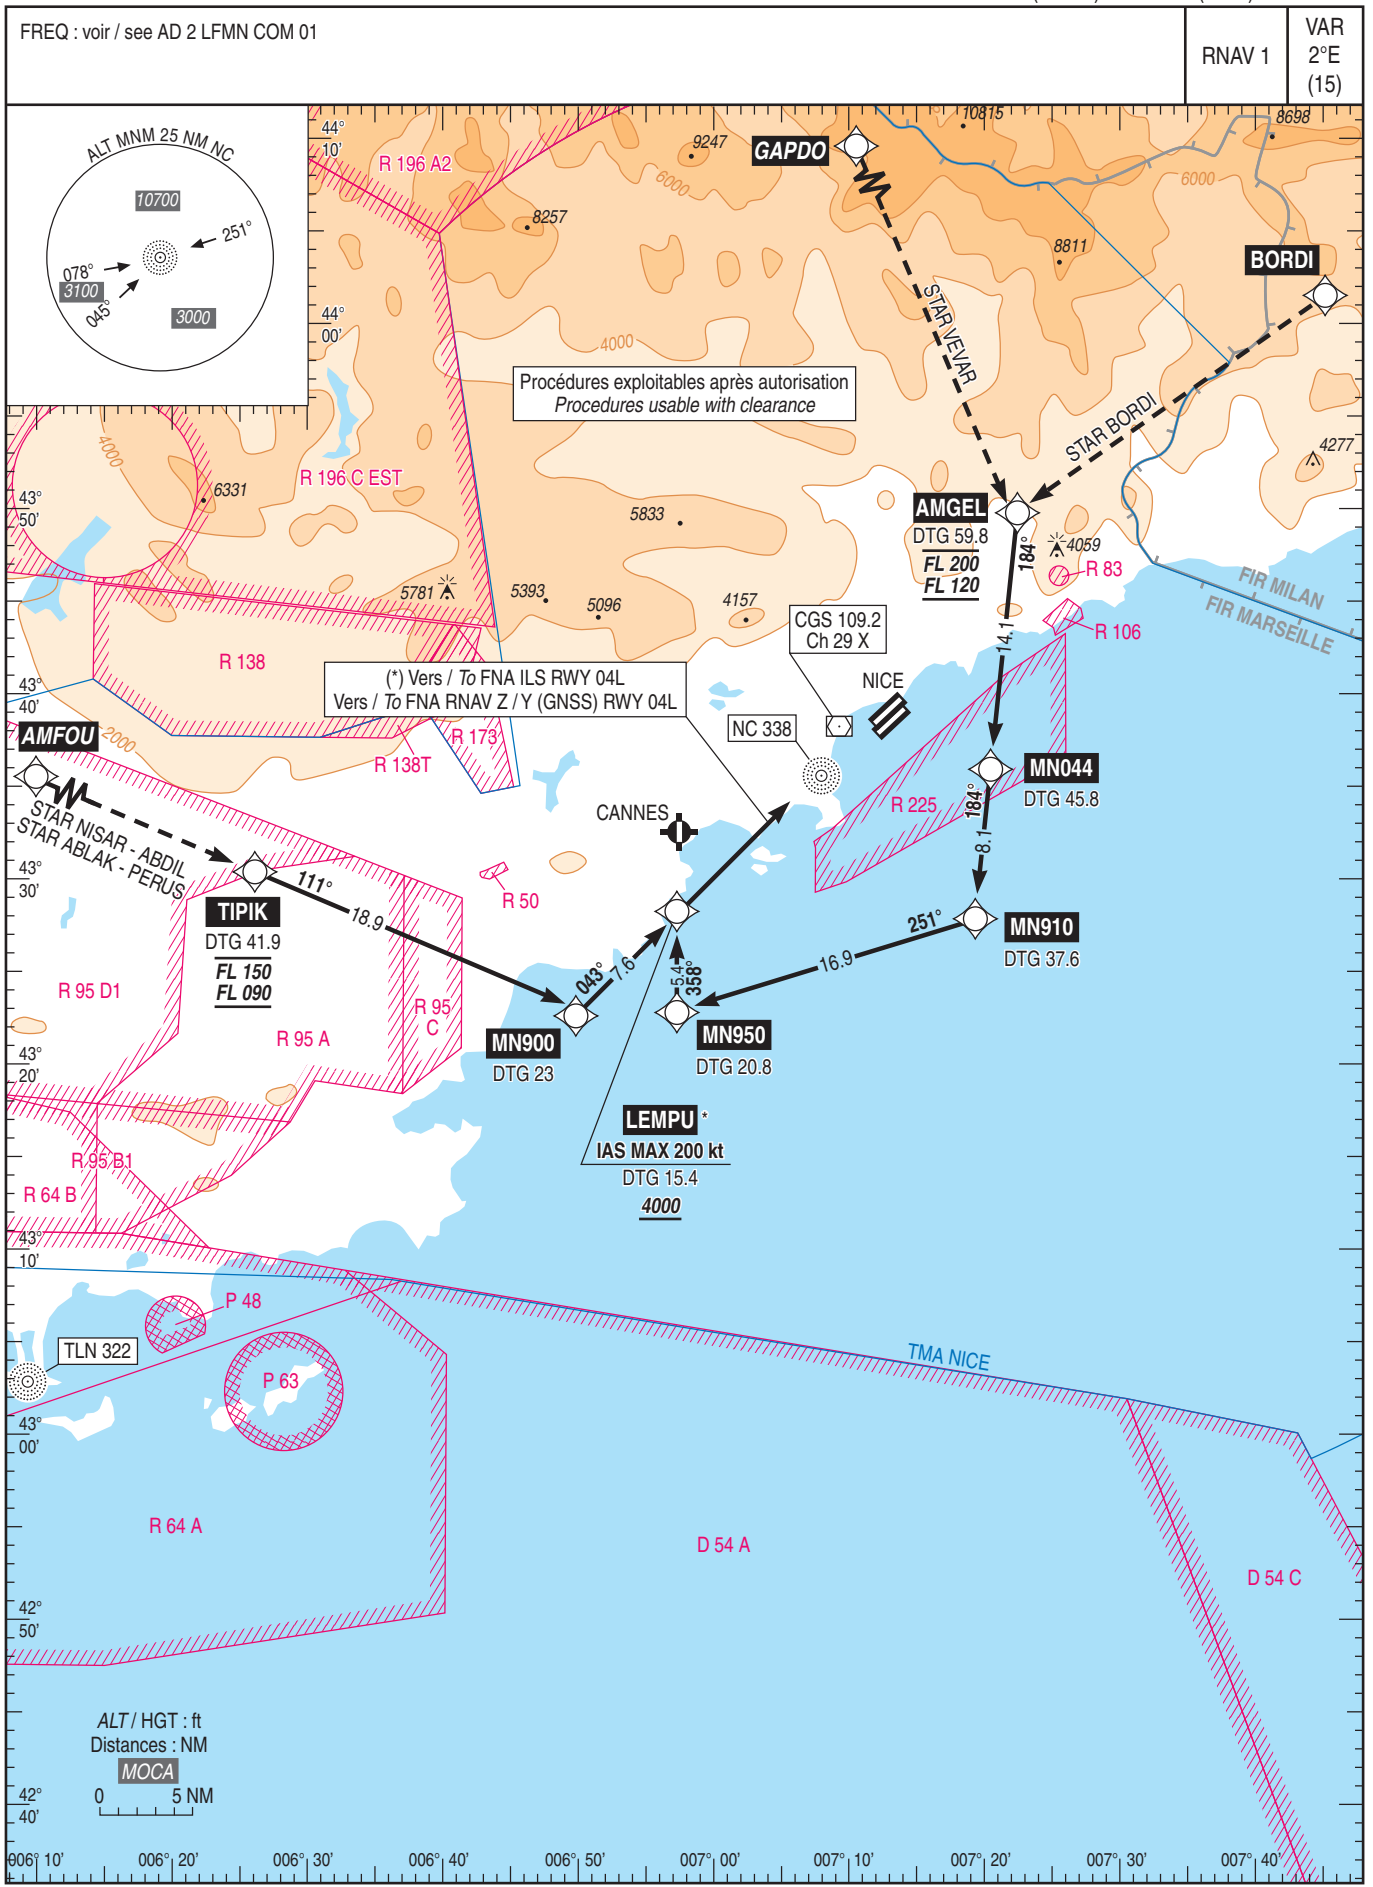 FREQ : voir / see AD 2 LFMN COM 01
RNAV 1
VAR
2°E
(15)
ALT MNM 25 NM NC
10700
251°
078°
3100
045°
3000
44°
10'
R 196 A2
9247
6000
8257
GAPDO
10815
8698
6000
8811
BORDI
44°
00'
4000
STAR VEVAR
Procédures exploitables après autorisation
Procedures usable with clearance
STAR BORDI
4277
4000
R 196 C EST
6331
43°
50'
5833
AMGEL
DTG 59.8
FL 200
FL 120
184°
4059
R 83
FIR MILAN
FIR MARSEILLE
5781
5393
5096
4157
CGS 109.2
Ch 29 X
R 106
R 138
14.1
(*) Vers / To FNA ILS RWY 04L
Vers / To FNA RNAV Z / Y (GNSS) RWY 04L
NICE
43°
40'
AMFOU
2000
R 138T
R 173
NC 338
MN044
DTG 45.8
184°
8.1
R 225
CANNES
STAR NISAR - ABDIL
STAR ABLAK - PERUS
43°
30'
111°
18.9
R 50
TIPIK
DTG 41.9
FL 150
FL 090
251°
16.9
MN910
DTG 37.6
R 95 D1
R 95 A
R 95
C
043°
7.6
5.4
358°
MN900
DTG 23
MN950
DTG 20.8
43°
20'
LEMPU *
IAS MAX 200 kt
DTG 15.4
4000
R 95 B1
R 64 B
43°
10'
P 48
TLN 322
P 63
TMA NICE
43°
00'
R 64 A
D 54 A
D 54 C
42°
50'
ALT / HGT : ft
Distances : NM
MOCA
0 5 NM
42°
40'
006° 10' 006° 20' 006° 30' 006° 40' 006° 50' 007° 00' 007° 10' 007° 20' 007° 30' 007° 40'